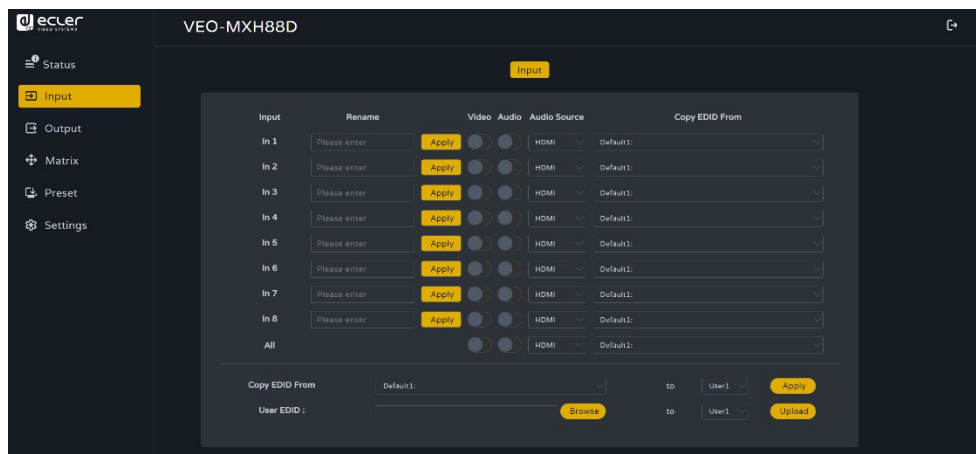 ecler
VIDEO SYSTEMS
VEO-MXH88D
Status
Input
Output
Matrix
Preset
Settings
Input
Input Rename Video Audio Audio Source Copy EDID From
In 1 Please enter Apply HDMI Default1:
In 2 Please enter Apply HDMI Default1:
In 3 Please enter Apply HDMI Default1:
In 4 Please enter Apply HDMI Default1:
In 5 Please enter Apply HDMI Default1:
In 6 Please enter Apply HDMI Default1:
In 7 Please enter Apply HDMI Default1:
In 8 Please enter Apply HDMI Default1:
All HDMI Default1:
Copy EDID From Default1: to User1 Apply
User EDID : Browse to User1 Upload